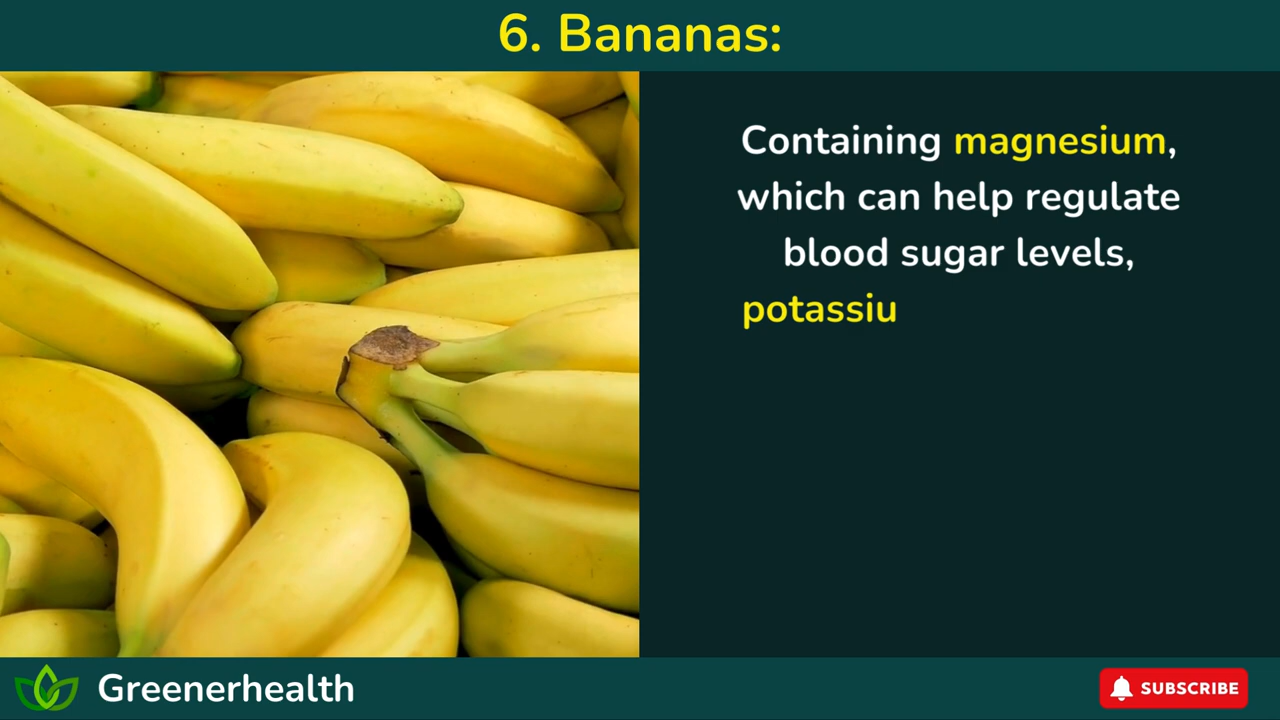 6. Bananas:
Containing magnesium,
which can help regulate
blood sugar levels,
potassiu
Greenerhealth
SUBSCRIBE